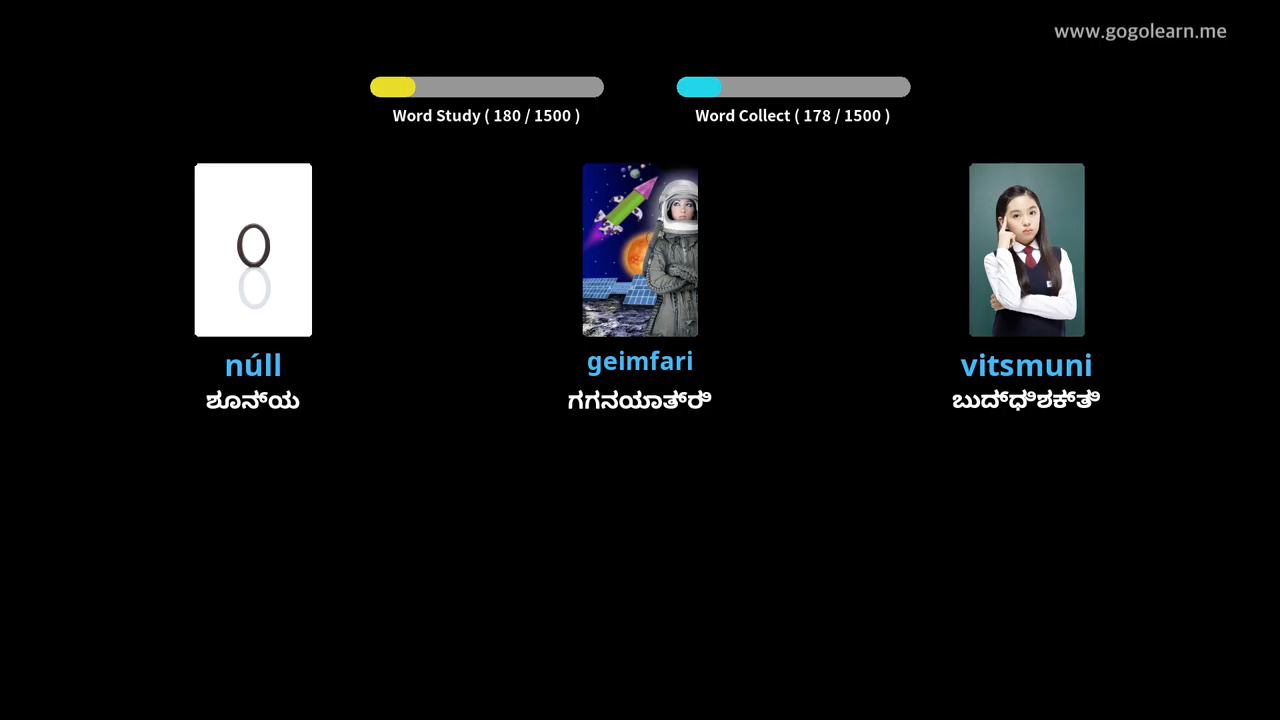 www.gogolearn.me
Word Study ( 180 / 1500 )
Word Collect ( 178 / 1500 )
núll
geimfari
vitsmuni
ಶೂನ್ಯ
ಗಗನಯಾತ್ರಿ
ಬುದ್ಧಿಶಕ್ತಿ